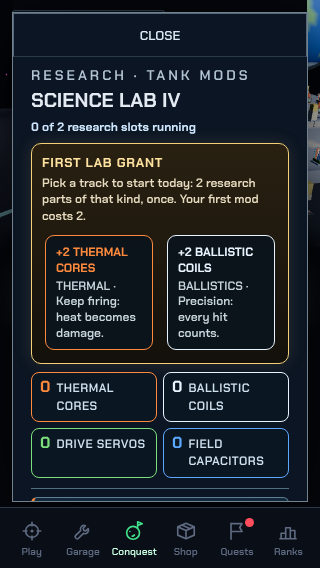 CLOSE
RESEARCH · TANK MODS
SCIENCE LAB IV
0 of 2 research slots running
FIRST LAB GRANT
Pick a track to start today: 2 research
parts of that kind, once. Your first mod
costs 2.
+2 THERMAL
CORES
THERMAL ·
Keep firing:
heat becomes
damage.
+2 BALLISTIC
COILS
BALLISTICS ·
Precision:
every hit
counts.
0 THERMAL
CORES
0 BALLISTIC
COILS
0 DRIVE SERVOS
0 FIELD
CAPACITORS
Play
Garage
Conquest
Shop
Quests
Ranks